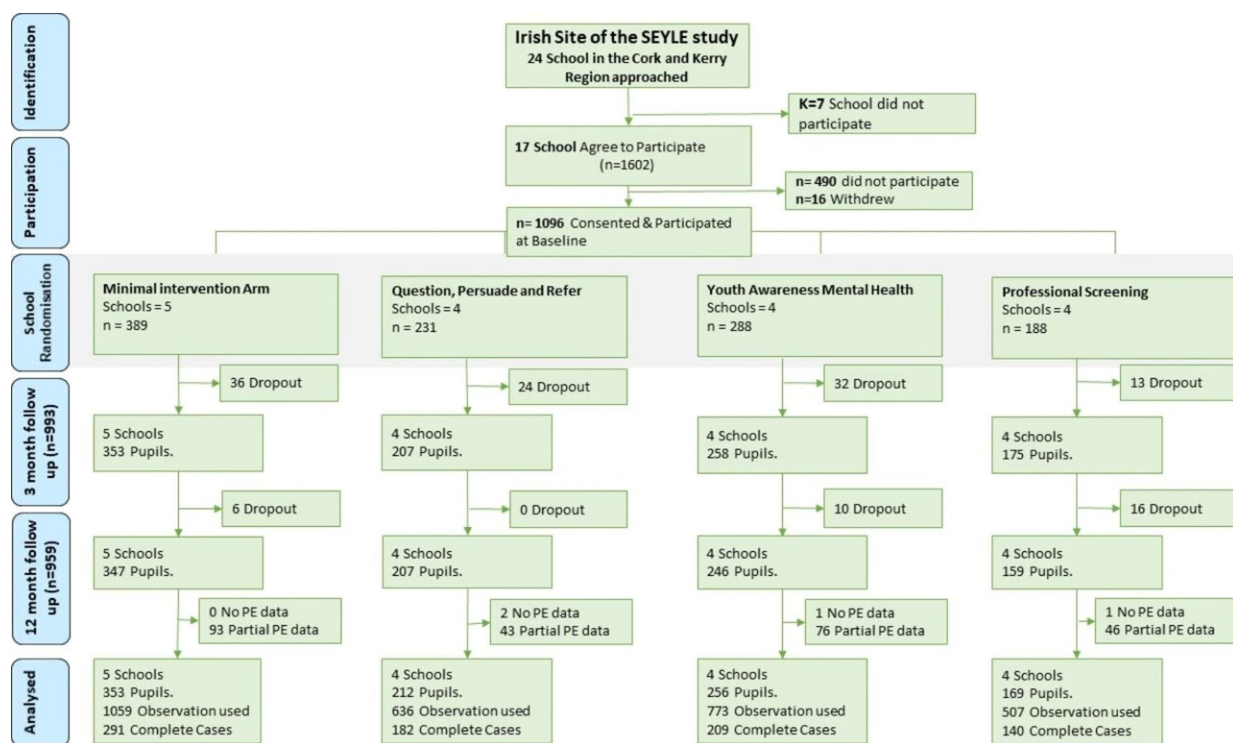 Identification
Irish Site of the SEYLE study
24 School in the Cork and Kerry
Region approached
K=7 School did not
participate
Participation
17 School Agree to Participate
(n=1602)
n= 490 did not participate
n=16 Withdrew
n= 1096 Consented & Participated
at Baseline
School
Randomisation
Minimal intervention Arm
Schools = 5
n = 389
Question, Persuade and Refer
Schools = 4
n = 231
Youth Awareness Mental Health
Schools = 4
n = 288
Professional Screening
Schools = 4
n = 188
36 Dropout
24 Dropout
32 Dropout
13 Dropout
3 month follow
up (n=993)
5 Schools
353 Pupils.
4 Schools
207 Pupils.
4 Schools
258 Pupils.
4 Schools
175 Pupils.
6 Dropout
0 Dropout
10 Dropout
16 Dropout
12 month follow
up (n=959)
5 Schools
347 Pupils.
4 Schools
207 Pupils.
4 Schools
246 Pupils.
4 Schools
159 Pupils.
0 No PE data
93 Partial PE data
2 No PE data
43 Partial PE data
1 No PE data
76 Partial PE data
1 No PE data
46 Partial PE data
Analysed
5 Schools
353 Pupils.
1059 Observation used
291 Complete Cases
4 Schools
212 Pupils.
636 Observation used
182 Complete Cases
4 Schools
256 Pupils.
773 Observation used
209 Complete Cases
4 Schools
169 Pupils.
507 Observation used
140 Complete Cases